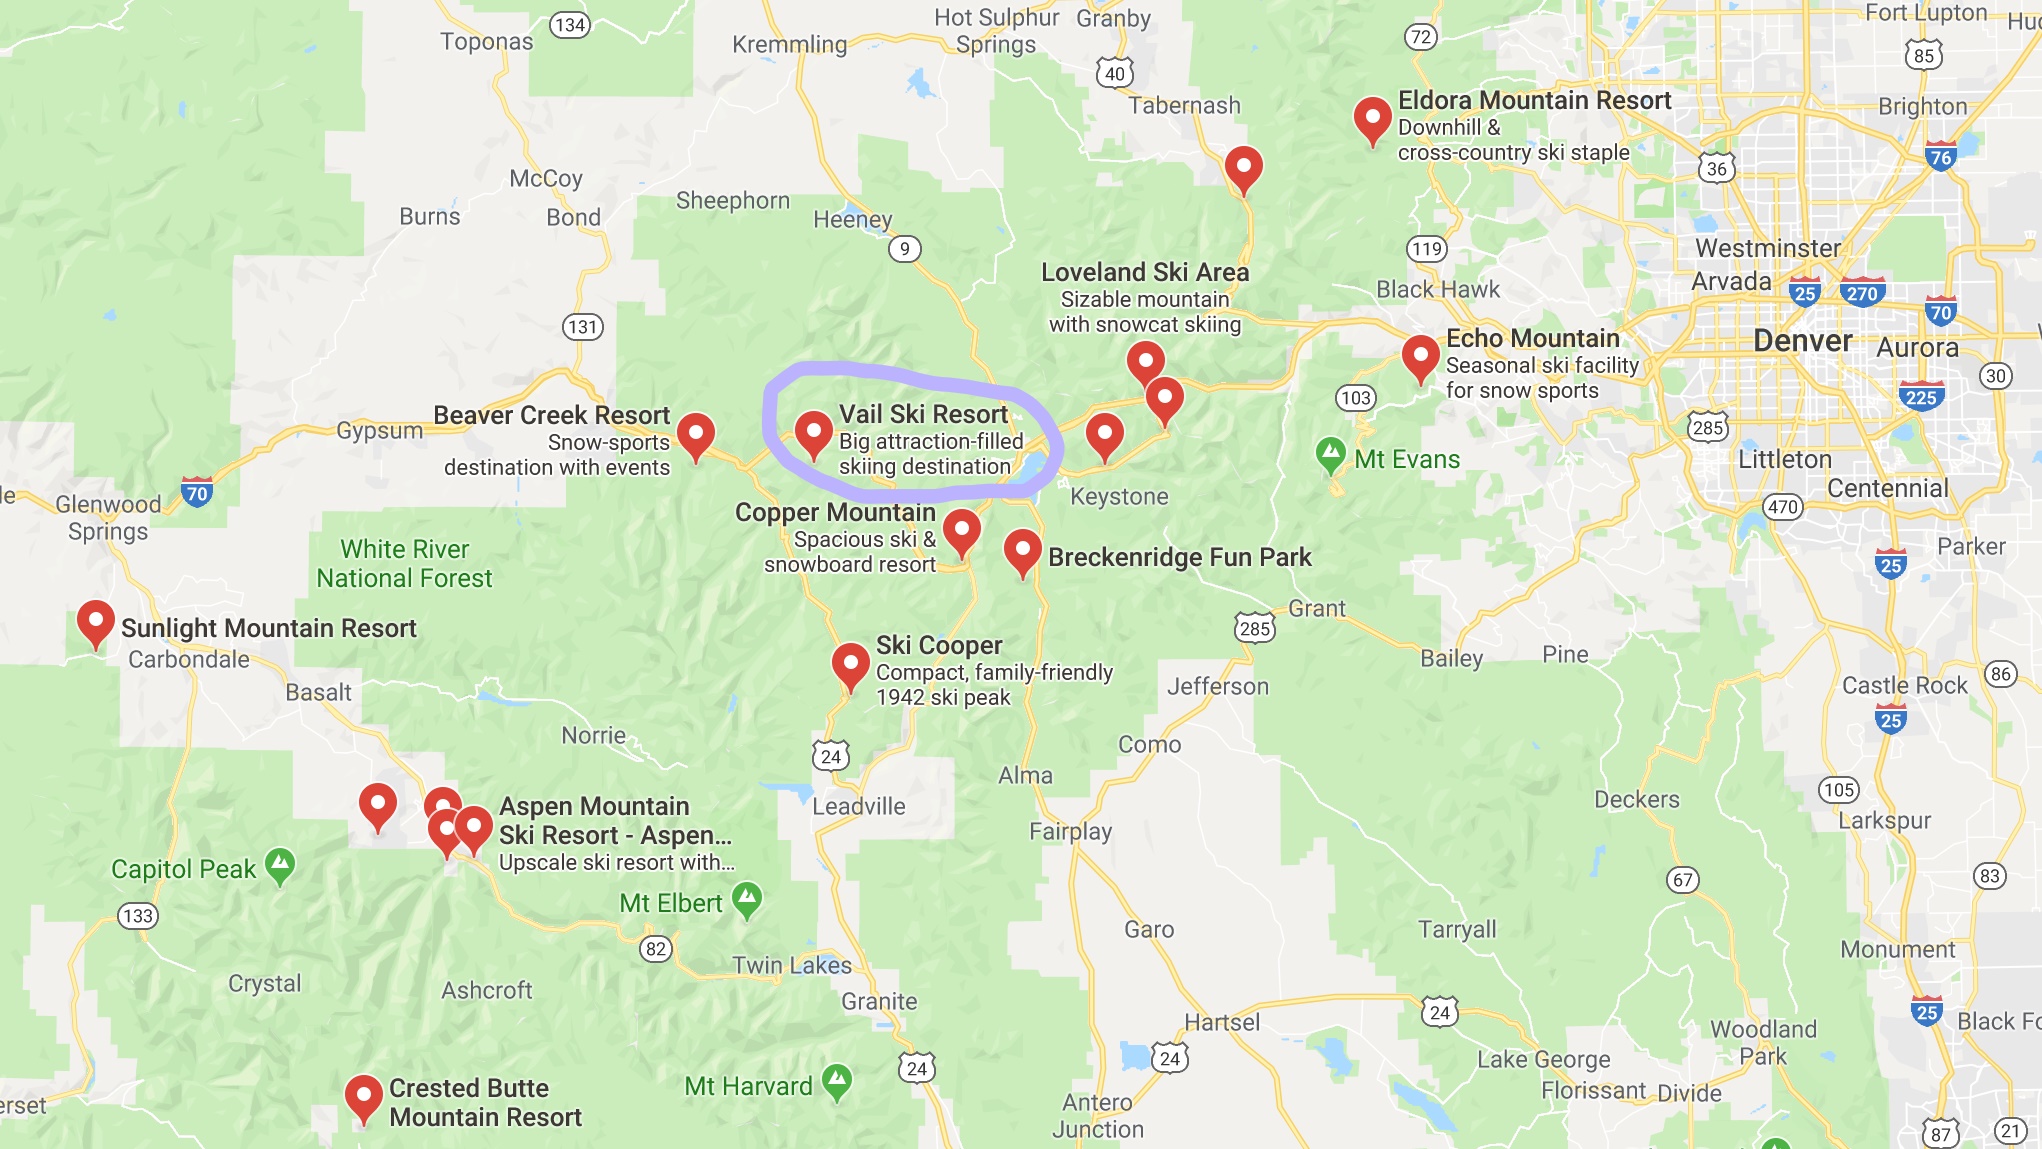 134
Toponas
Kremmling
Hot Sulphur
Springs
Granby
40
Tabernash
72
Fort Lupton
85
Brighton
76
36
Eldora Mountain Resort
Downhill &
cross-country ski staple
McCoy
Burns
Bond
Sheephorn
Heeney
9
119
Westminster
Arvada
25
270
70
Loveland Ski Area
Sizable mountain
with snowcat skiing
Black Hawk
131
Echo Mountain
Seasonal ski facility
for snow sports
Denver
Aurora
30
225
103
285
Beaver Creek Resort
Snow-sports
destination with events
Vail Ski Resort
Big attraction-filled
skiing destination
Gypsum
70
Glenwood
Springs
Mt Evans
Littleton
Centennial
470
Keystone
Copper Mountain
Spacious ski &
snowboard resort
Breckenridge Fun Park
White River
National Forest
Parker
25
Sunlight Mountain Resort
Carbondale
Grant
285
Bailey
Pine
Ski Cooper
Compact, family-friendly
1942 ski peak
Basalt
Jefferson
Castle Rock
86
25
Norrie
24
Como
Alma
Leadville
Fairplay
Deckers
105
Larkspur
Aspen Mountain
Ski Resort - Aspen...
Upscale ski resort with...
Capitol Peak
Mt Elbert
67
83
133
82
Garo
Tarryall
Monument
Twin Lakes
Crystal
Ashcroft
Granite
Hartsel
24
25
Black Fo
Woodland
Park
24
24
Lake George
Florissant
Divide
Mt Harvard
Crested Butte
Mountain Resort
erset
Antero
Junction
87
21